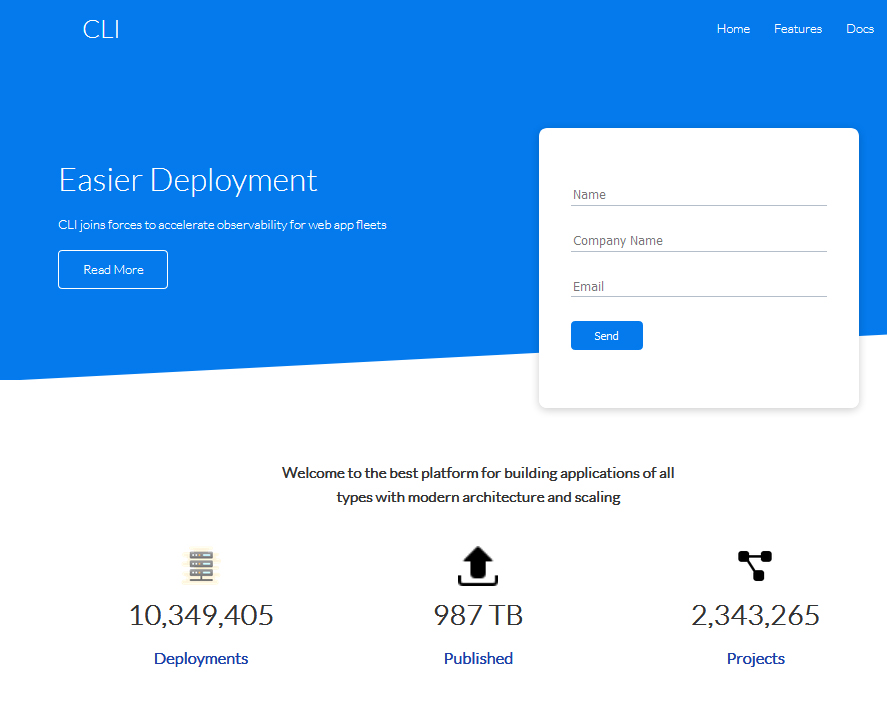 CLI
Home Features Docs
Easier Deployment
CLI joins forces to accelerate observability for web app fleets
Read More
Name
Company Name
Email
Send
Welcome to the best platform for building applications of all
types with modern architecture and scaling
10,349,405
Deployments
987 TB
Published
2,343,265
Projects